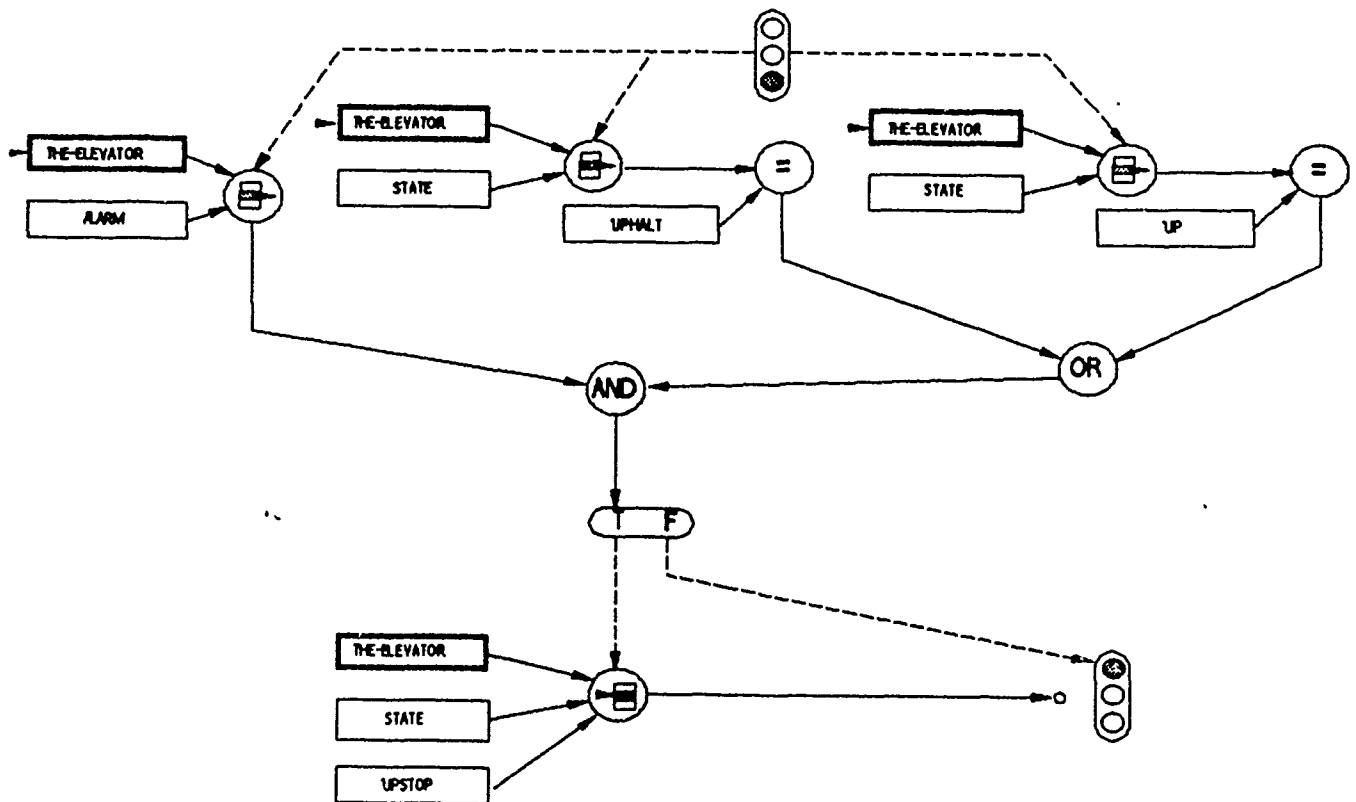 THE-ELEVATOR
THE-ELEVATOR
THE-ELEVATOR
ALARM
STATE
=
STATE
=
'UPHALT
'UP
AND
OR
T F
THE-ELEVATOR
STATE
'UPSTOP